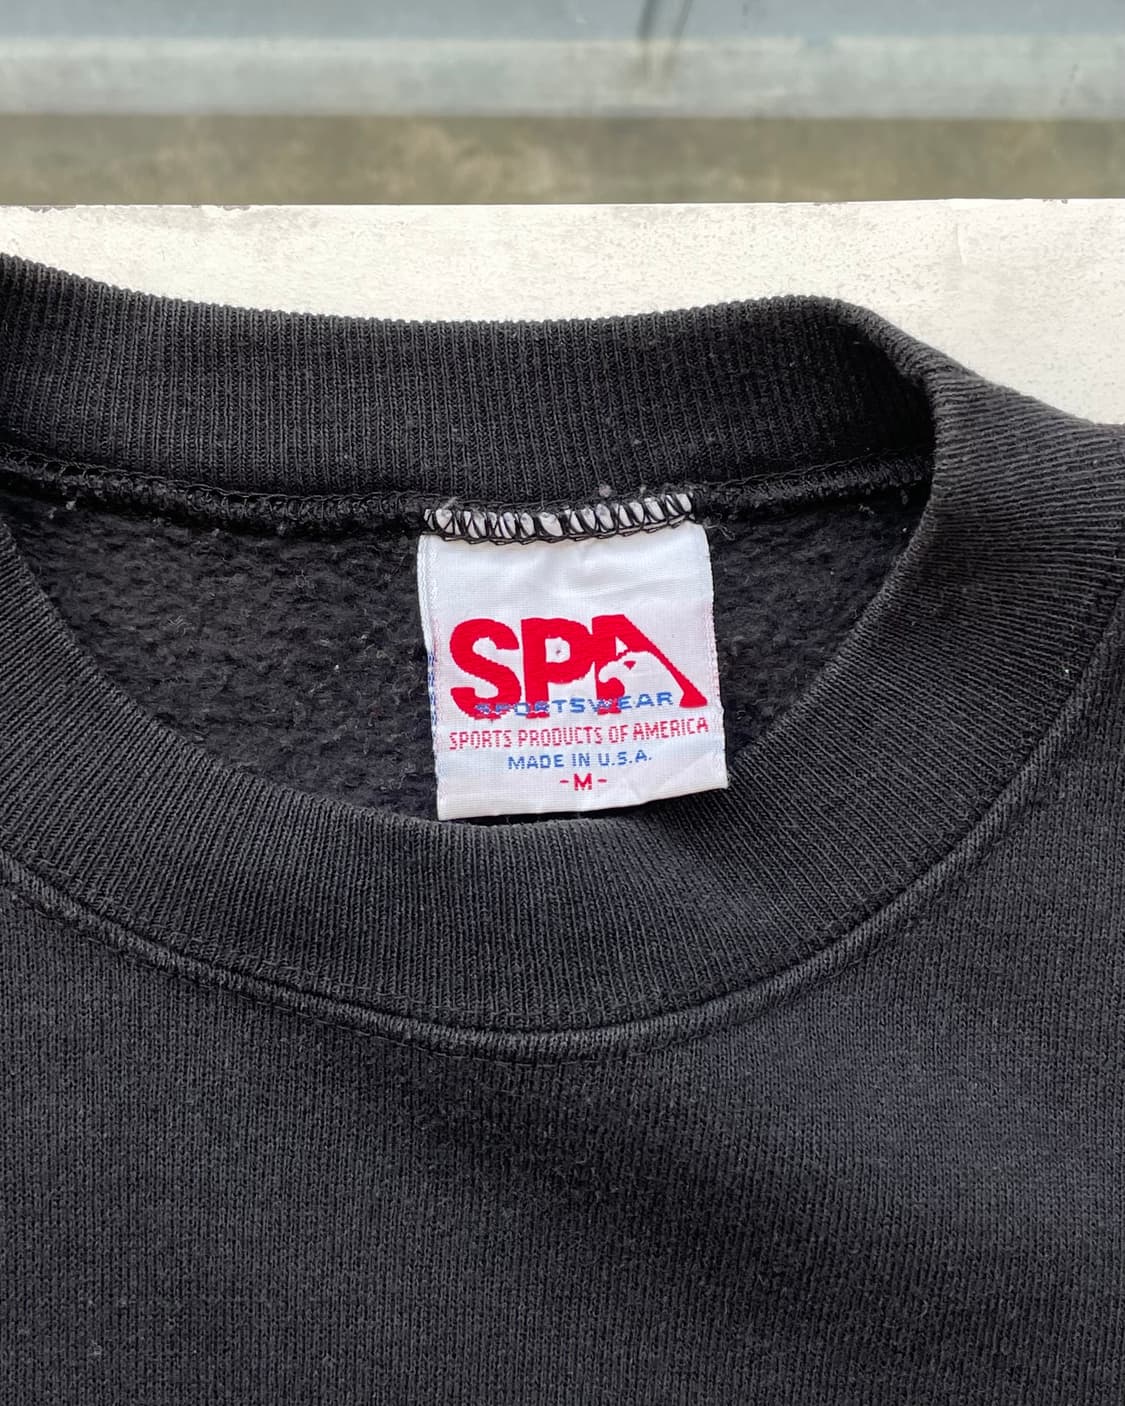 SPA
SPORTSWEAR
SPORTS PRODUCTS OF AMERICA
MADE IN U.S.A.
-M-